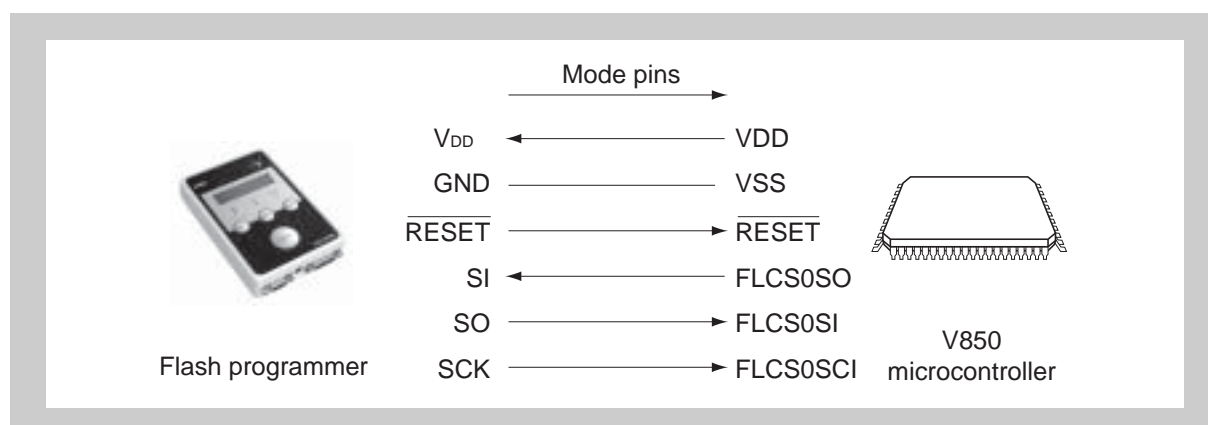 Mode pins
VDD VDD
GND VSS
RESET RESET
SI FLCS0SO
SO FLCS0SI
SCK FLCS0SCI
Flash programmer
V850
microcontroller